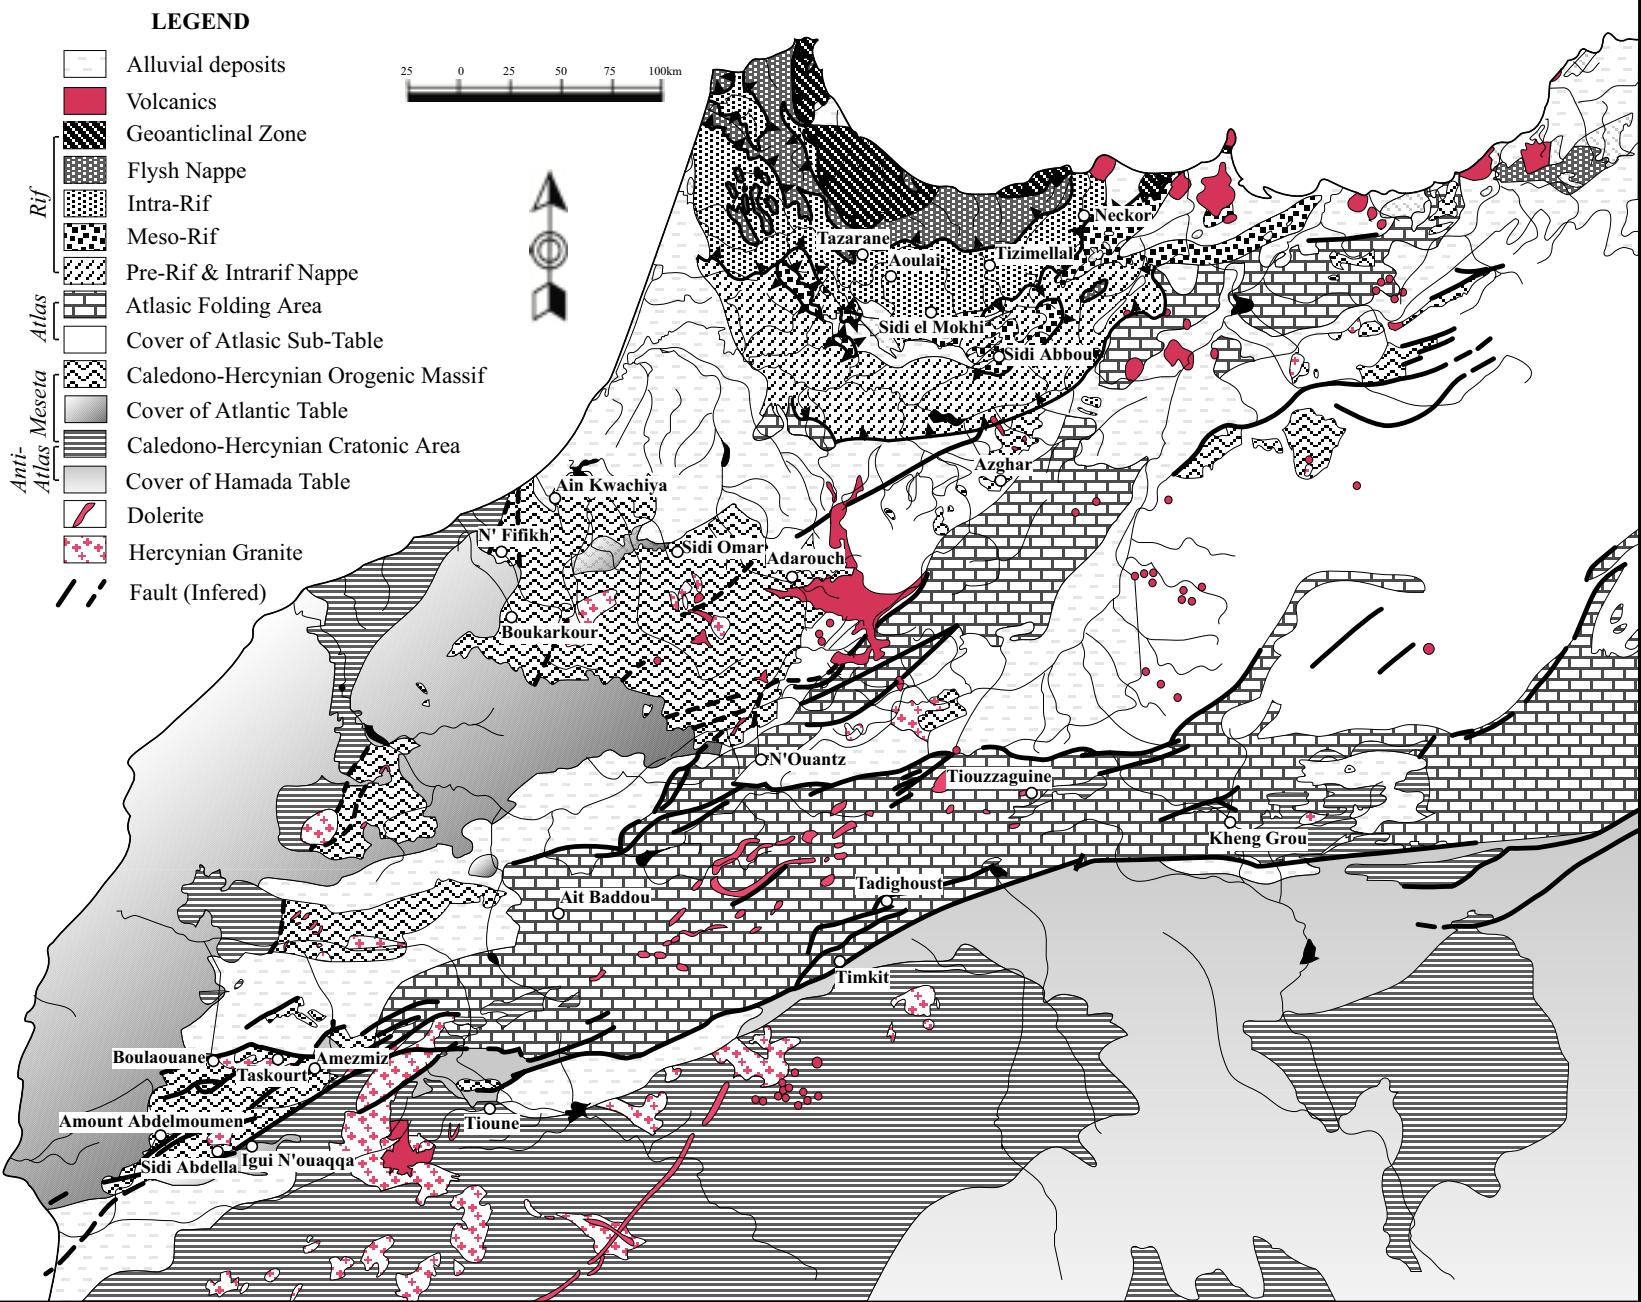 LEGEND
Alluvial deposits
Volcanics
Geoanticlinal Zone
Flysh Nappe
Intra-Rif
Meso-Rif
Pre-Rif & Intrarif Nappe
Atlasic Folding Area
Cover of Atlasic Sub-Table
Caledono-Hercynian Orogenic Massif
Cover of Atlantic Table
Caledono-Hercynian Cratonic Area
Cover of Hamada Table
Dolerite
Hercynian Granite
Fault (Infered)
Rif
Atlas
Meseta
Anti-
Atlas
25 0 25 50 75 100km
Neckor
Tazarane
Aoulai
Tizimellal
Sidi el Mokhi
Sidi Abbou
Azghar
?
Ain Kwachiya
N' Fifikh
Sidi Omar
Adarouch
Boukarkour
N'Ouantz
Tiouzzaguine
Kheng Grou
Tadighoust
Ait Baddou
Timkit
Boulaouane
Amezmiz
Taskourt
Amount Abdelmoumen
Tioune
Sidi Abdella
Igui N'ouaqqa